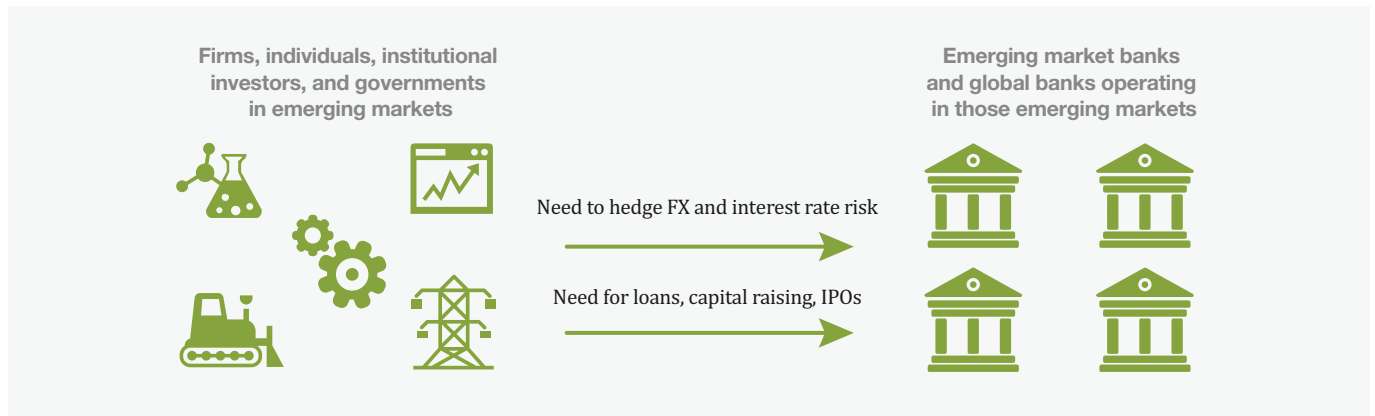 Firms, individuals, institutional
investors, and governments
in emerging markets
Emerging market banks
and global banks operating
in those emerging markets
Need to hedge FX and interest rate risk
Need for loans, capital raising, IPOs